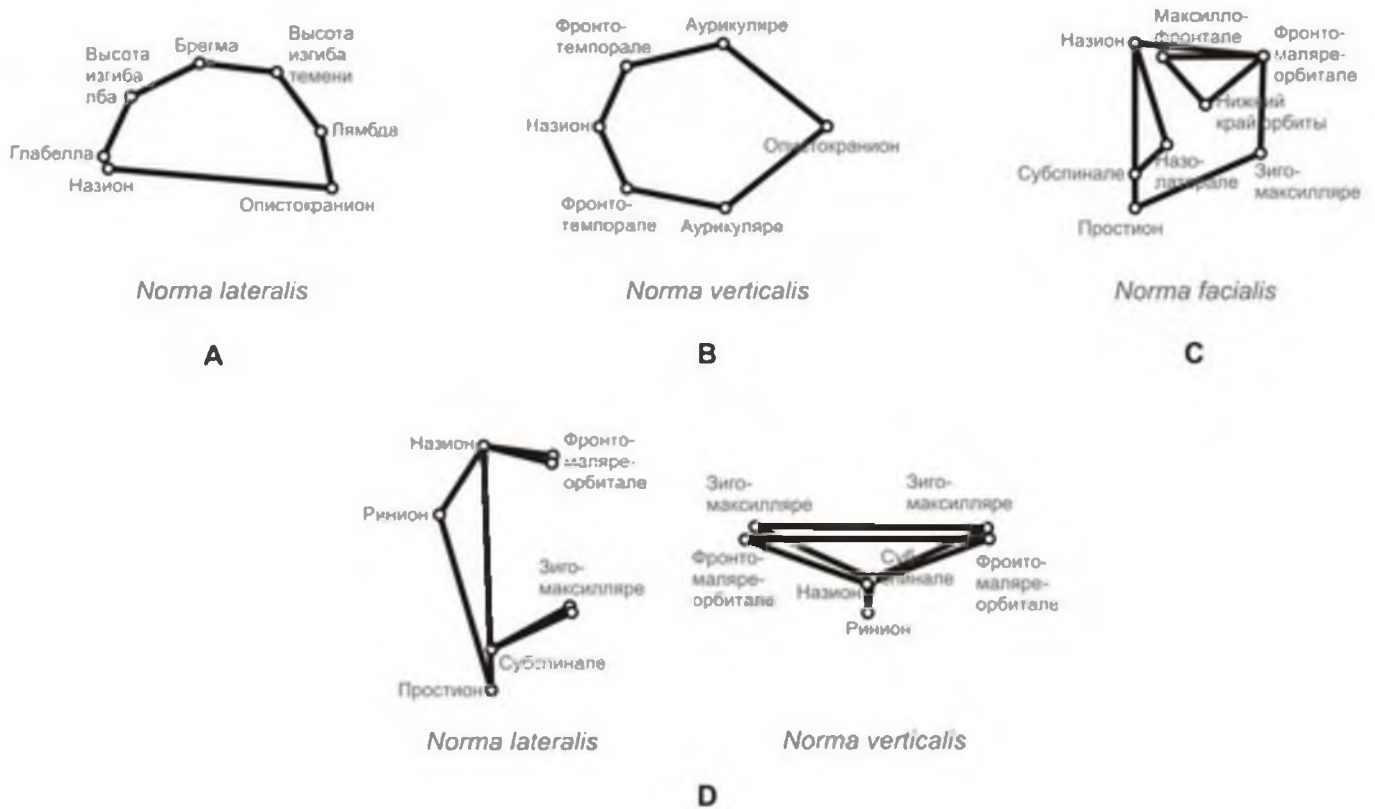 Высота
изгиба
лба
Брегма
Высота
изгиба
темени
Лямбда
Глабелла
Назион
Опистокранион
Norma lateralis
A
Фронто-
темпорале
Аурикуляре
Назион
Опистокранион
Фронто-
темпорале
Аурикуляре
Norma verticalis
B
Назион
Максилло-
фронтале
Фронто-
маляре-
орбитале
Нижний
край орбиты
Субспинале
Назо-
латорале
Зиго-
максилляре
Простион
Norma facialis
C
Назион
Фронто-
маляре-
орбитале
Ринион
Зиго-
максилляре
Субспинале
Простион
Norma lateralis
Зиго-
максилляре
Зиго-
максилляре
Фронто-
маляре-
орбитале
Назион
Суб-
спинале
Фронто-
маляре-
орбитале
Ринион
Norma verticalis
D